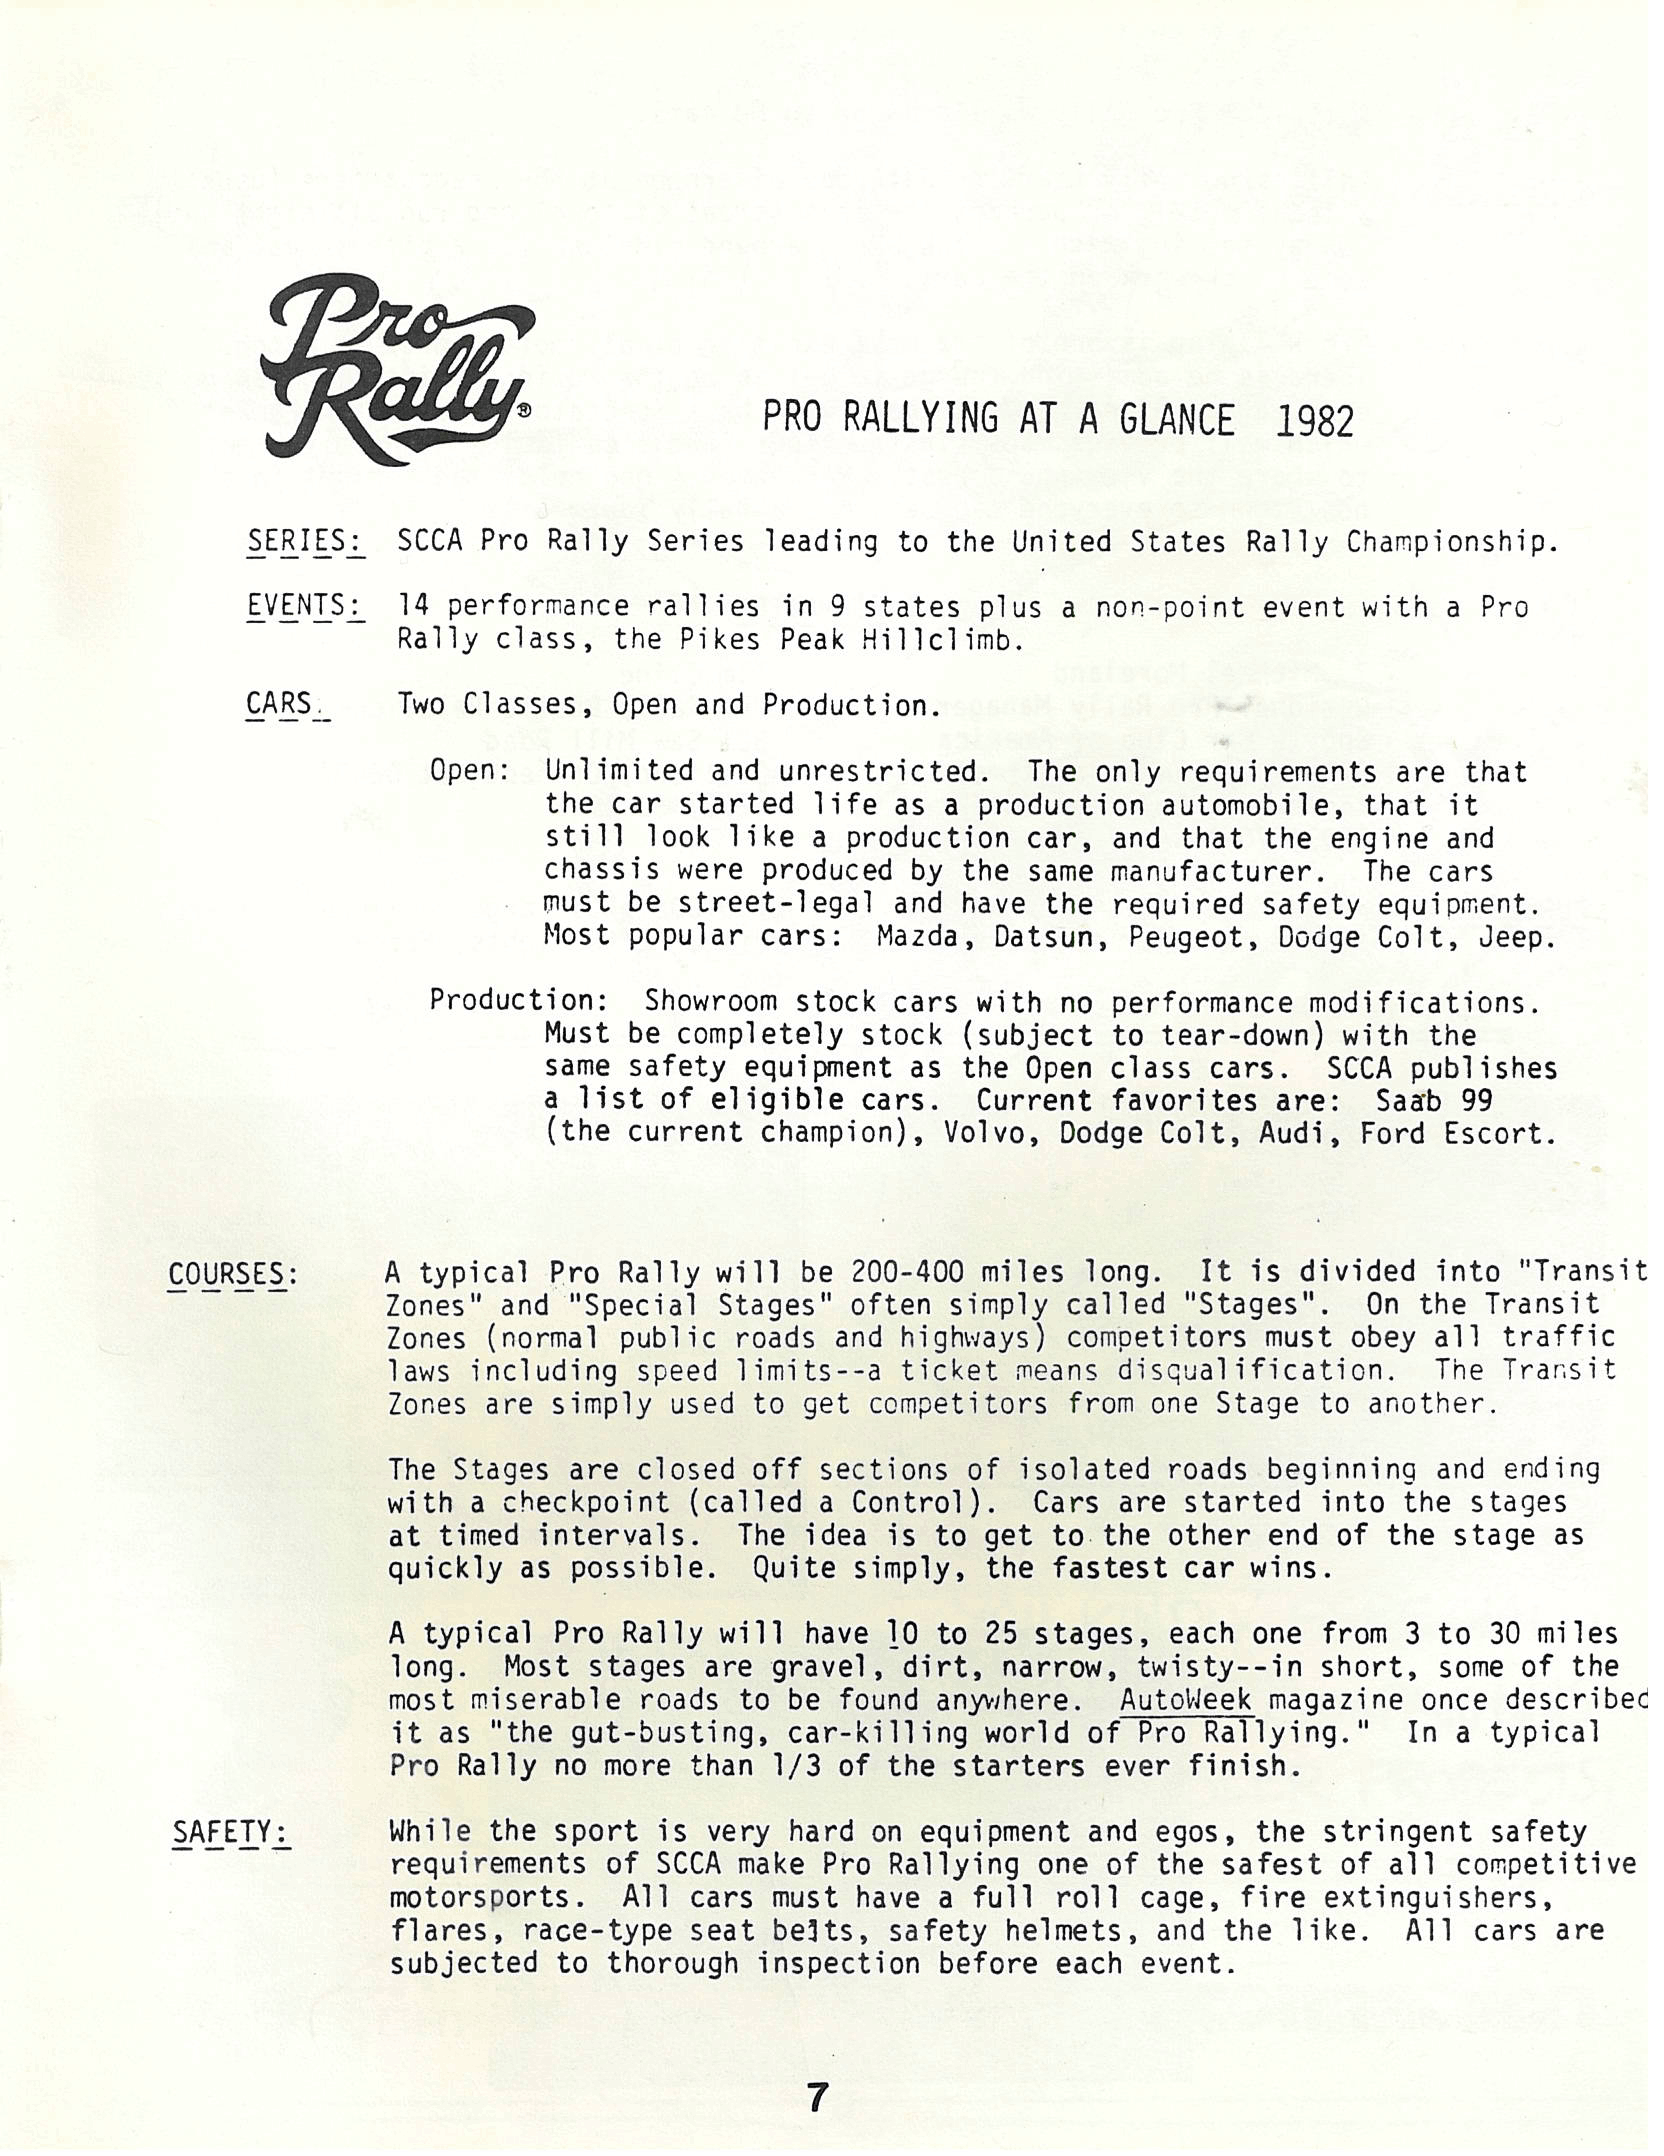 Pro
Rally®
PRO RALLYING AT A GLANCE 1982
SERIES: SCCA Pro Rally Series leading to the United States Rally Championship.
EVENTS: 14 performance rallies in 9 states plus a non-point event with a Pro
Rally class, the Pikes Peak Hillclimb.
CARS. Two Classes, Open and Production.
Open: Unlimited and unrestricted. The only requirements are that
the car started life as a production automobile, that it
still look like a production car, and that the engine and
chassis were produced by the same manufacturer. The cars
must be street-legal and have the required safety equipment.
Most popular cars: Mazda, Datsun, Peugeot, Dodge Colt, Jeep.
Production: Showroom stock cars with no performance modifications.
Must be completely stock (subject to tear-down) with the
same safety equipment as the Open class cars. SCCA publishes
a list of eligible cars. Current favorites are: Saab 99
(the current champion), Volvo, Dodge Colt, Audi, Ford Escort.
COURSES: A typical Pro Rally will be 200-400 miles long. It is divided into "Transit
Zones" and "Special Stages" often simply called "Stages". On the Transit
Zones (normal public roads and highways) competitors must obey all traffic
laws including speed limits--a ticket means disqualification. The Transit
Zones are simply used to get competitors from one Stage to another.
The Stages are closed off sections of isolated roads beginning and ending
with a checkpoint (called a Control). Cars are started into the stages
at timed intervals. The idea is to get to the other end of the stage as
quickly as possible. Quite simply, the fastest car wins.
A typical Pro Rally will have 10 to 25 stages, each one from 3 to 30 miles
long. Most stages are gravel, dirt, narrow, twisty--in short, some of the
most miserable roads to be found anywhere. AutoWeek magazine once described
it as "the gut-busting, car-killing world of Pro Rallying." In a typical
Pro Rally no more than 1/3 of the starters ever finish.
SAFETY: While the sport is very hard on equipment and egos, the stringent safety
requirements of SCCA make Pro Rallying one of the safest of all competitive
motorsports. All cars must have a full roll cage, fire extinguishers,
flares, race-type seat belts, safety helmets, and the like. All cars are
subjected to thorough inspection before each event.
7